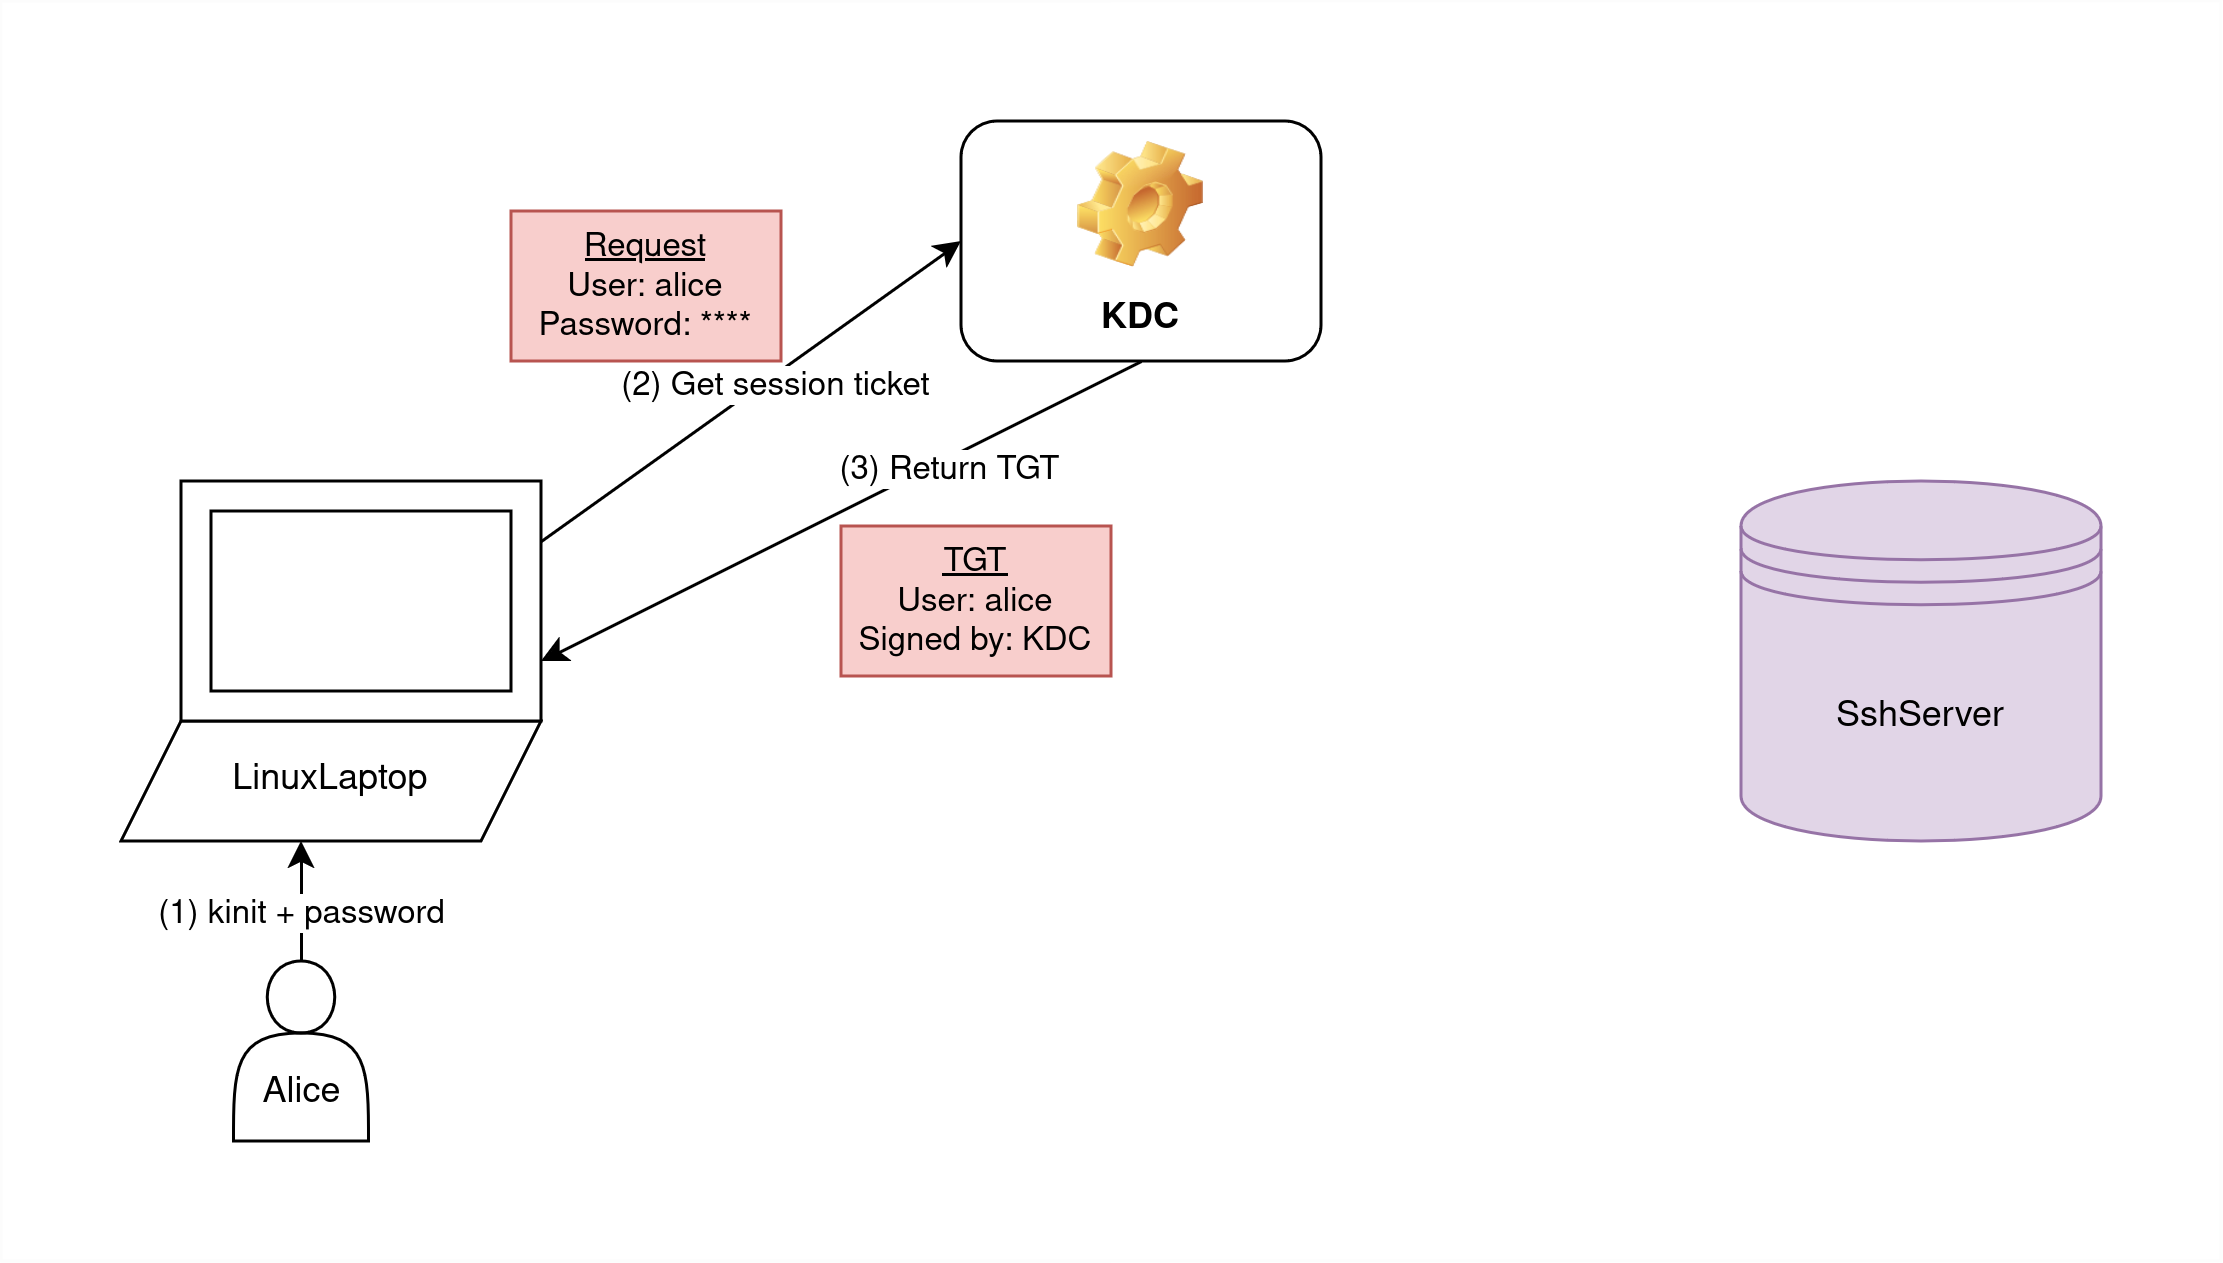 KDC
Request
User: alice
Password: ****
(2) Get session ticket
(3) Return TGT
TGT
User: alice
Signed by: KDC
SshServer
LinuxLaptop
(1) kinit + password
Alice